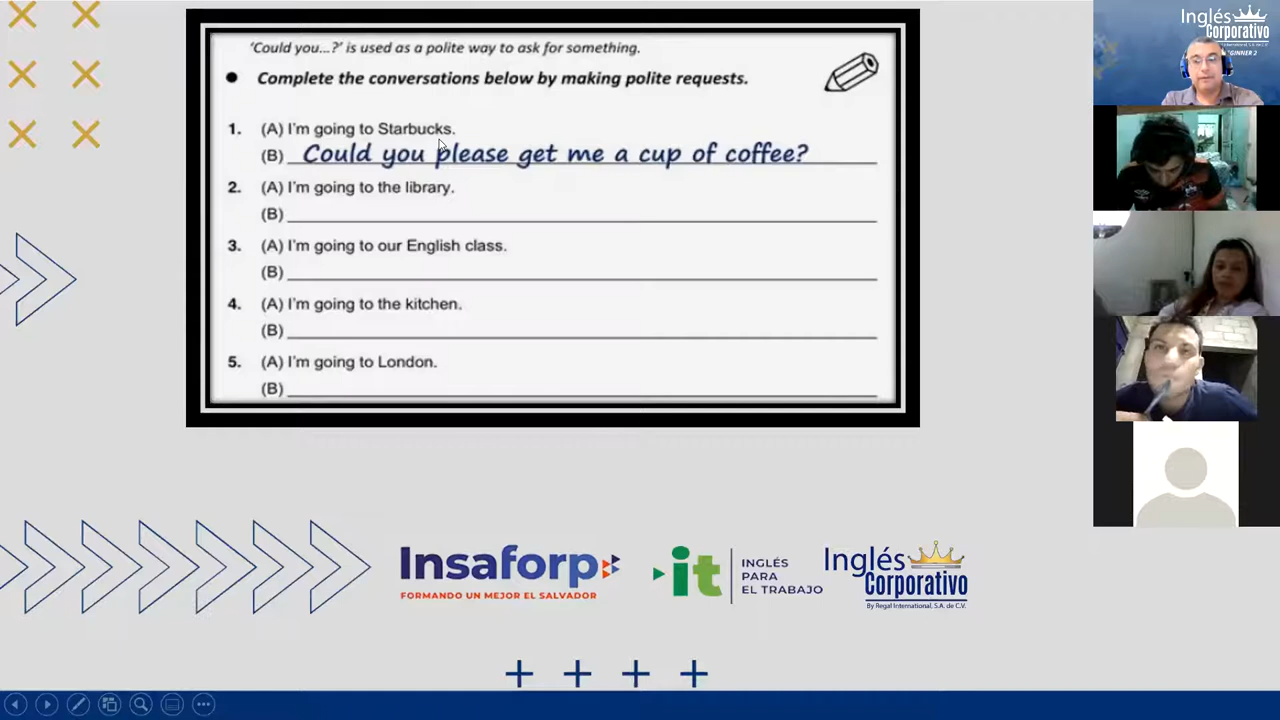 'Could you...?' is used as a polite way to ask for something.
● Complete the conversations below by making polite requests.
1. (A) I'm going to Starbucks.
(B) Could you please get me a cup of coffee?
2. (A) I'm going to the library.
(B)
3. (A) I'm going to our English class.
(B)
4. (A) I'm going to the kitchen.
(B)
5. (A) I'm going to London.
(B)
Insaforp
FORMANDO UN MEJOR EL SALVADOR
it
INGLÉS
PARA
EL TRABAJO
Inglés
Corporativo
By Regal International, S.A. de C.V.
Inglés
Corporativo